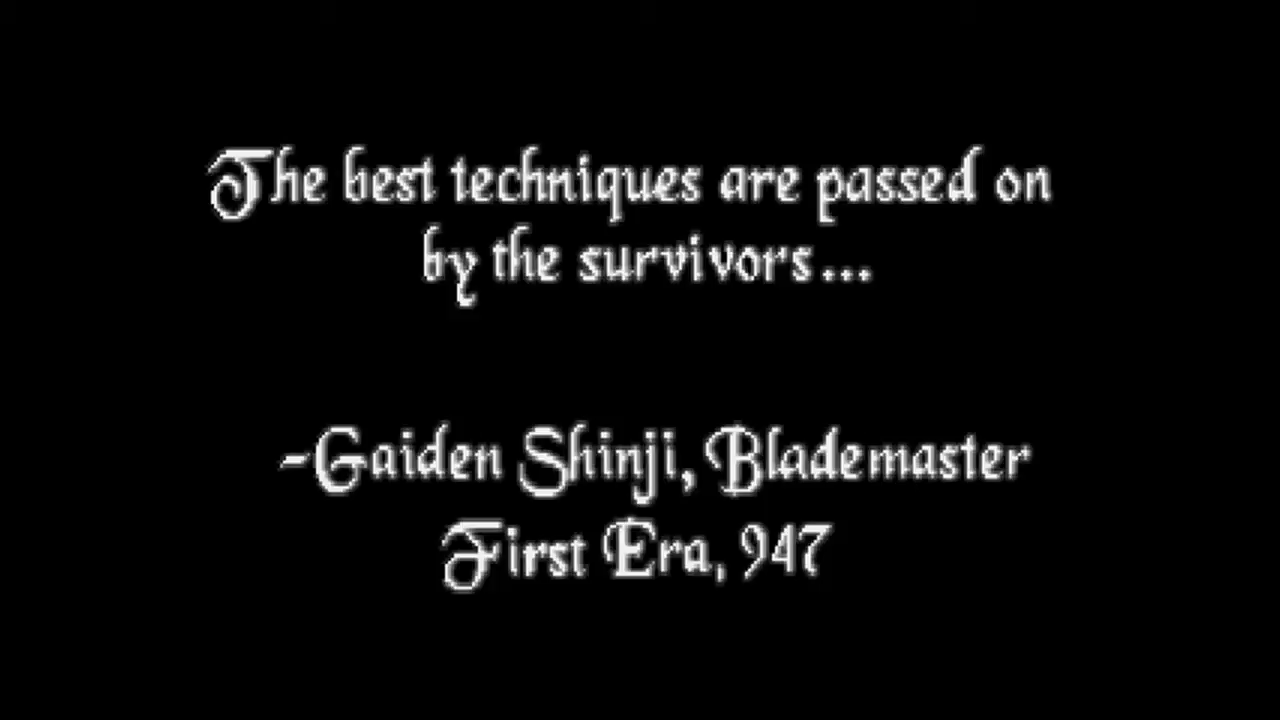 The best techniques are passed on
by the survivors...
-Gaiden Shinji, Blademaster
First Era, 947